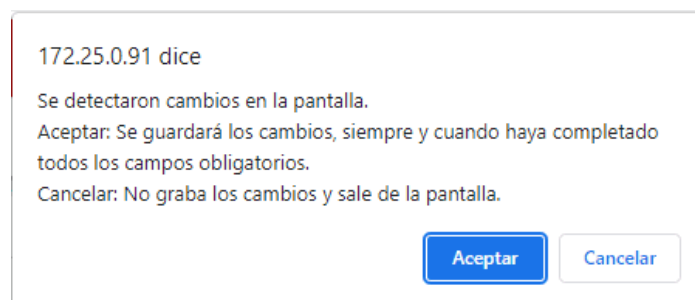 172.25.0.91 dice
Se detectaron cambios en la pantalla.
Aceptar: Se guardará los cambios, siempre y cuando haya completado
todos los campos obligatorios.
Cancelar: No graba los cambios y sale de la pantalla.
Aceptar
Cancelar